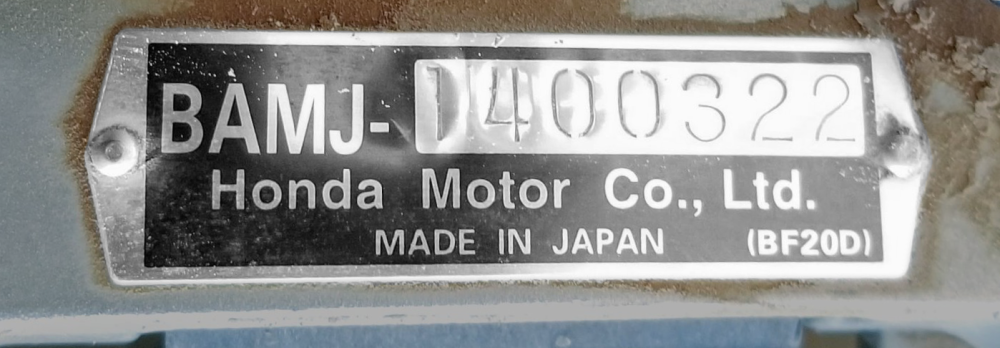 BAMJ-1400322
Honda Motor Co., Ltd.
MADE IN JAPAN (BF20D)